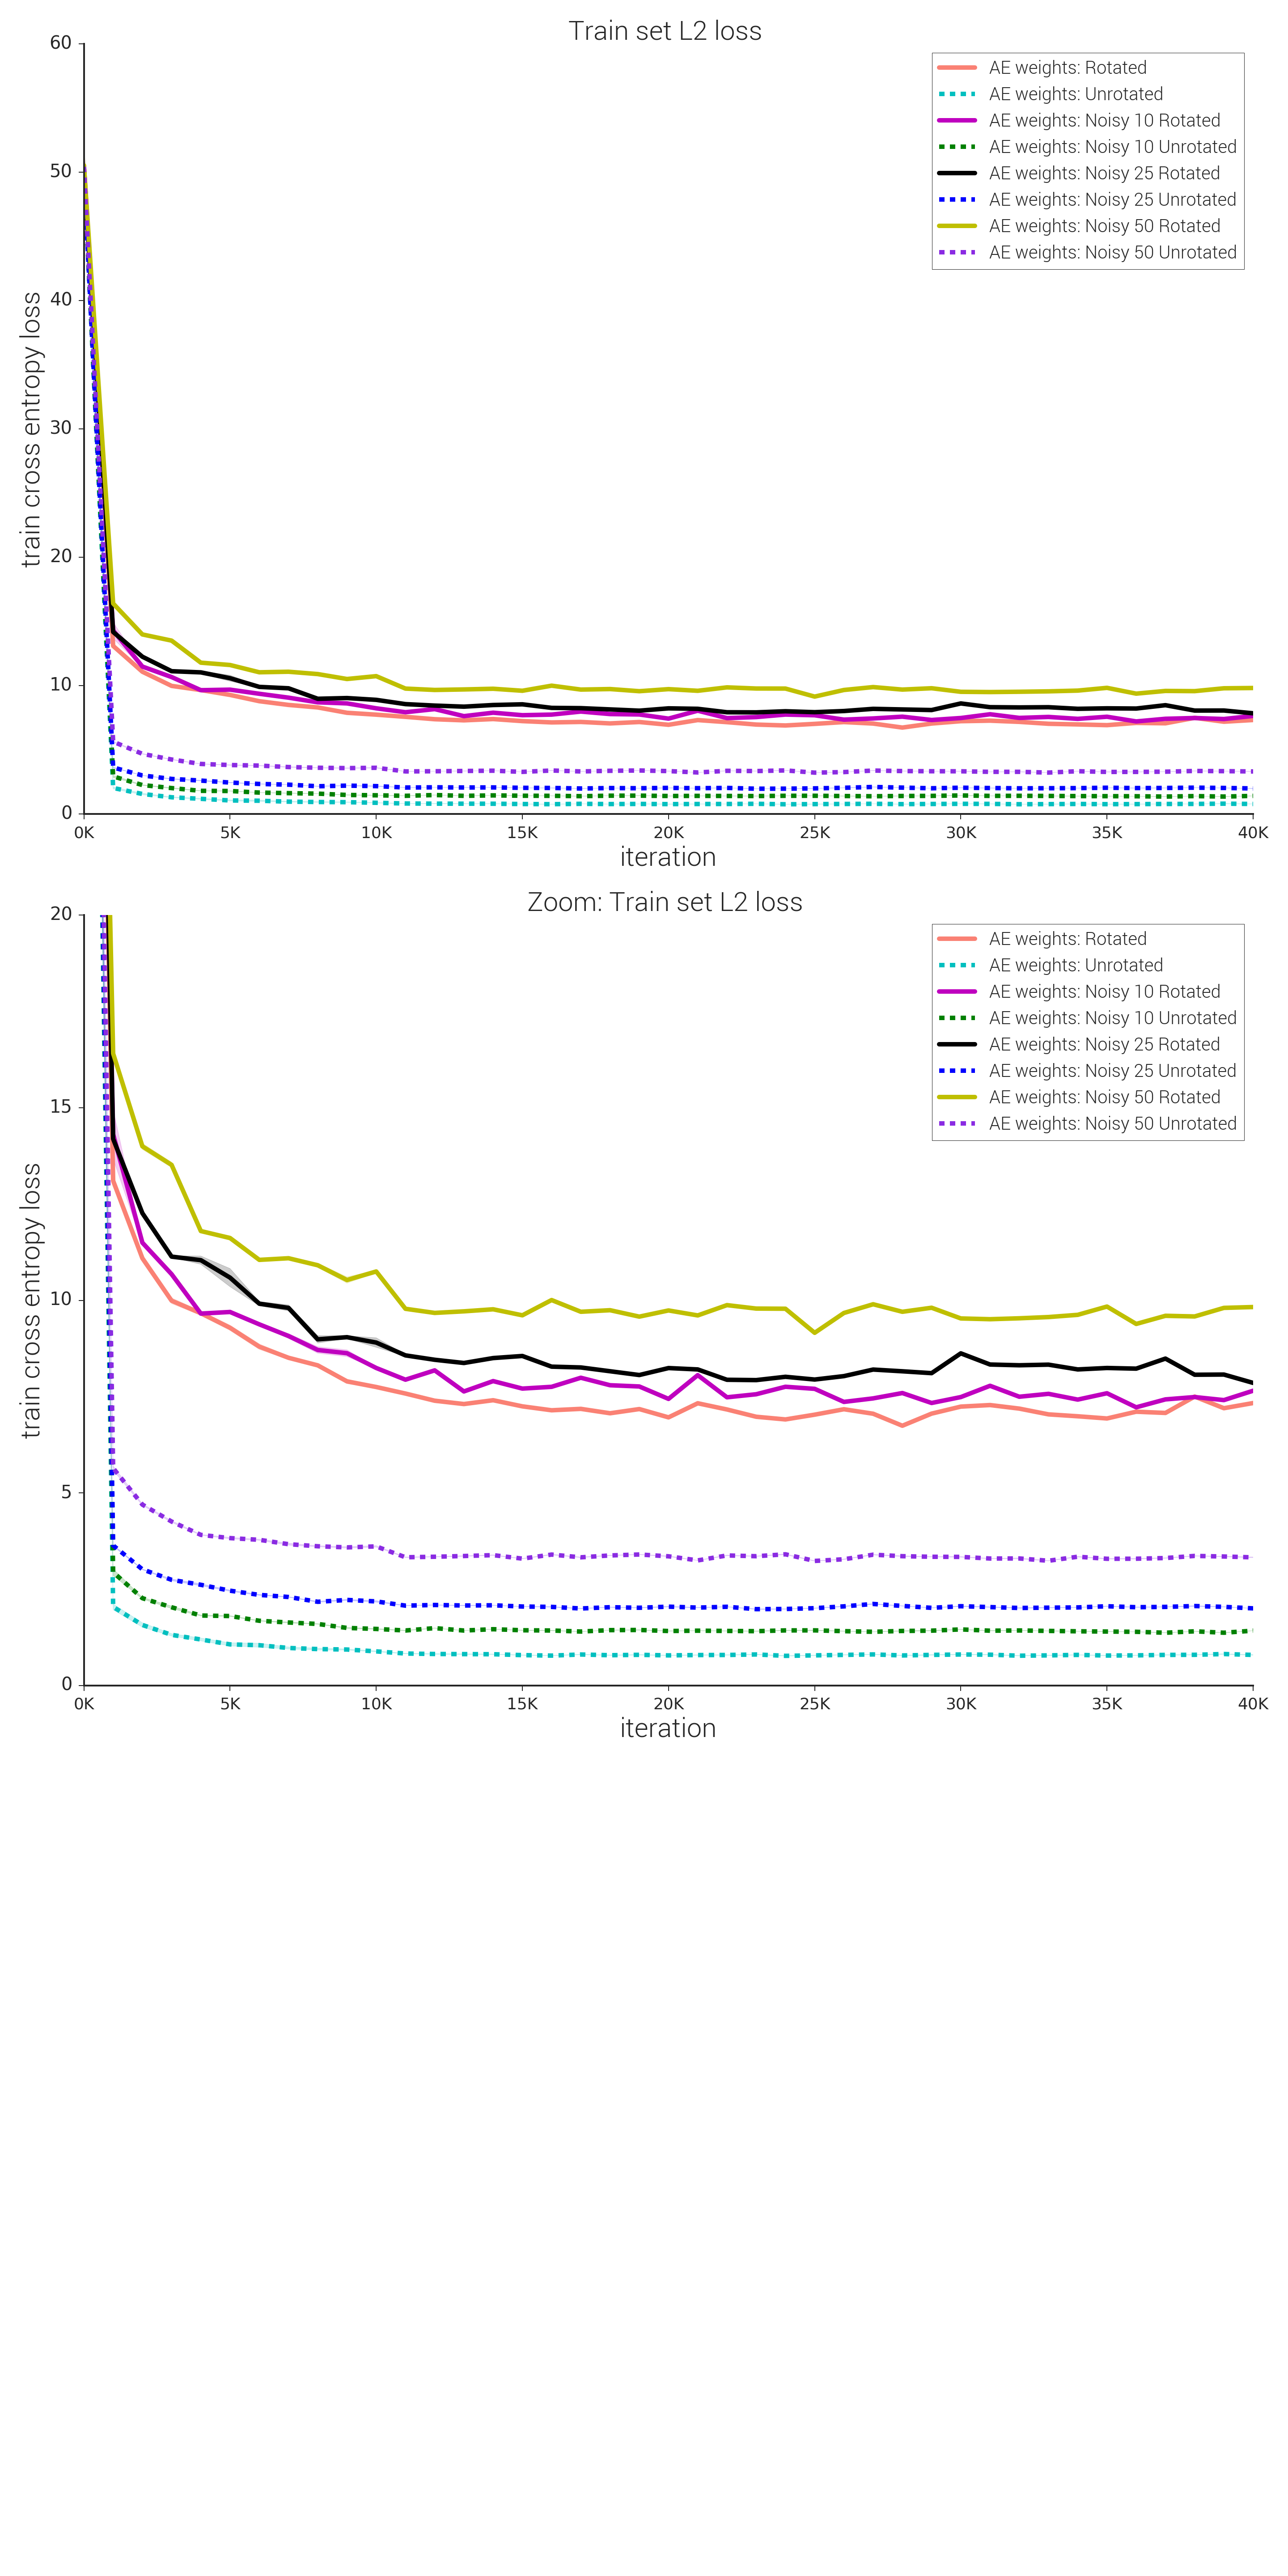 Train set L2 loss
60
50
40
30
20
10
0
train cross entropy loss
AE weights: Rotated
AE weights: Unrotated
AE weights: Noisy 10 Rotated
AE weights: Noisy 10 Unrotated
AE weights: Noisy 25 Rotated
AE weights: Noisy 25 Unrotated
AE weights: Noisy 50 Rotated
AE weights: Noisy 50 Unrotated
0K 5K 10K 15K 20K 25K 30K 35K 40K
iteration
Zoom: Train set L2 loss
20
15
10
5
0
train cross entropy loss
AE weights: Rotated
AE weights: Unrotated
AE weights: Noisy 10 Rotated
AE weights: Noisy 10 Unrotated
AE weights: Noisy 25 Rotated
AE weights: Noisy 25 Unrotated
AE weights: Noisy 50 Rotated
AE weights: Noisy 50 Unrotated
0K 5K 10K 15K 20K 25K 30K 35K 40K
iteration